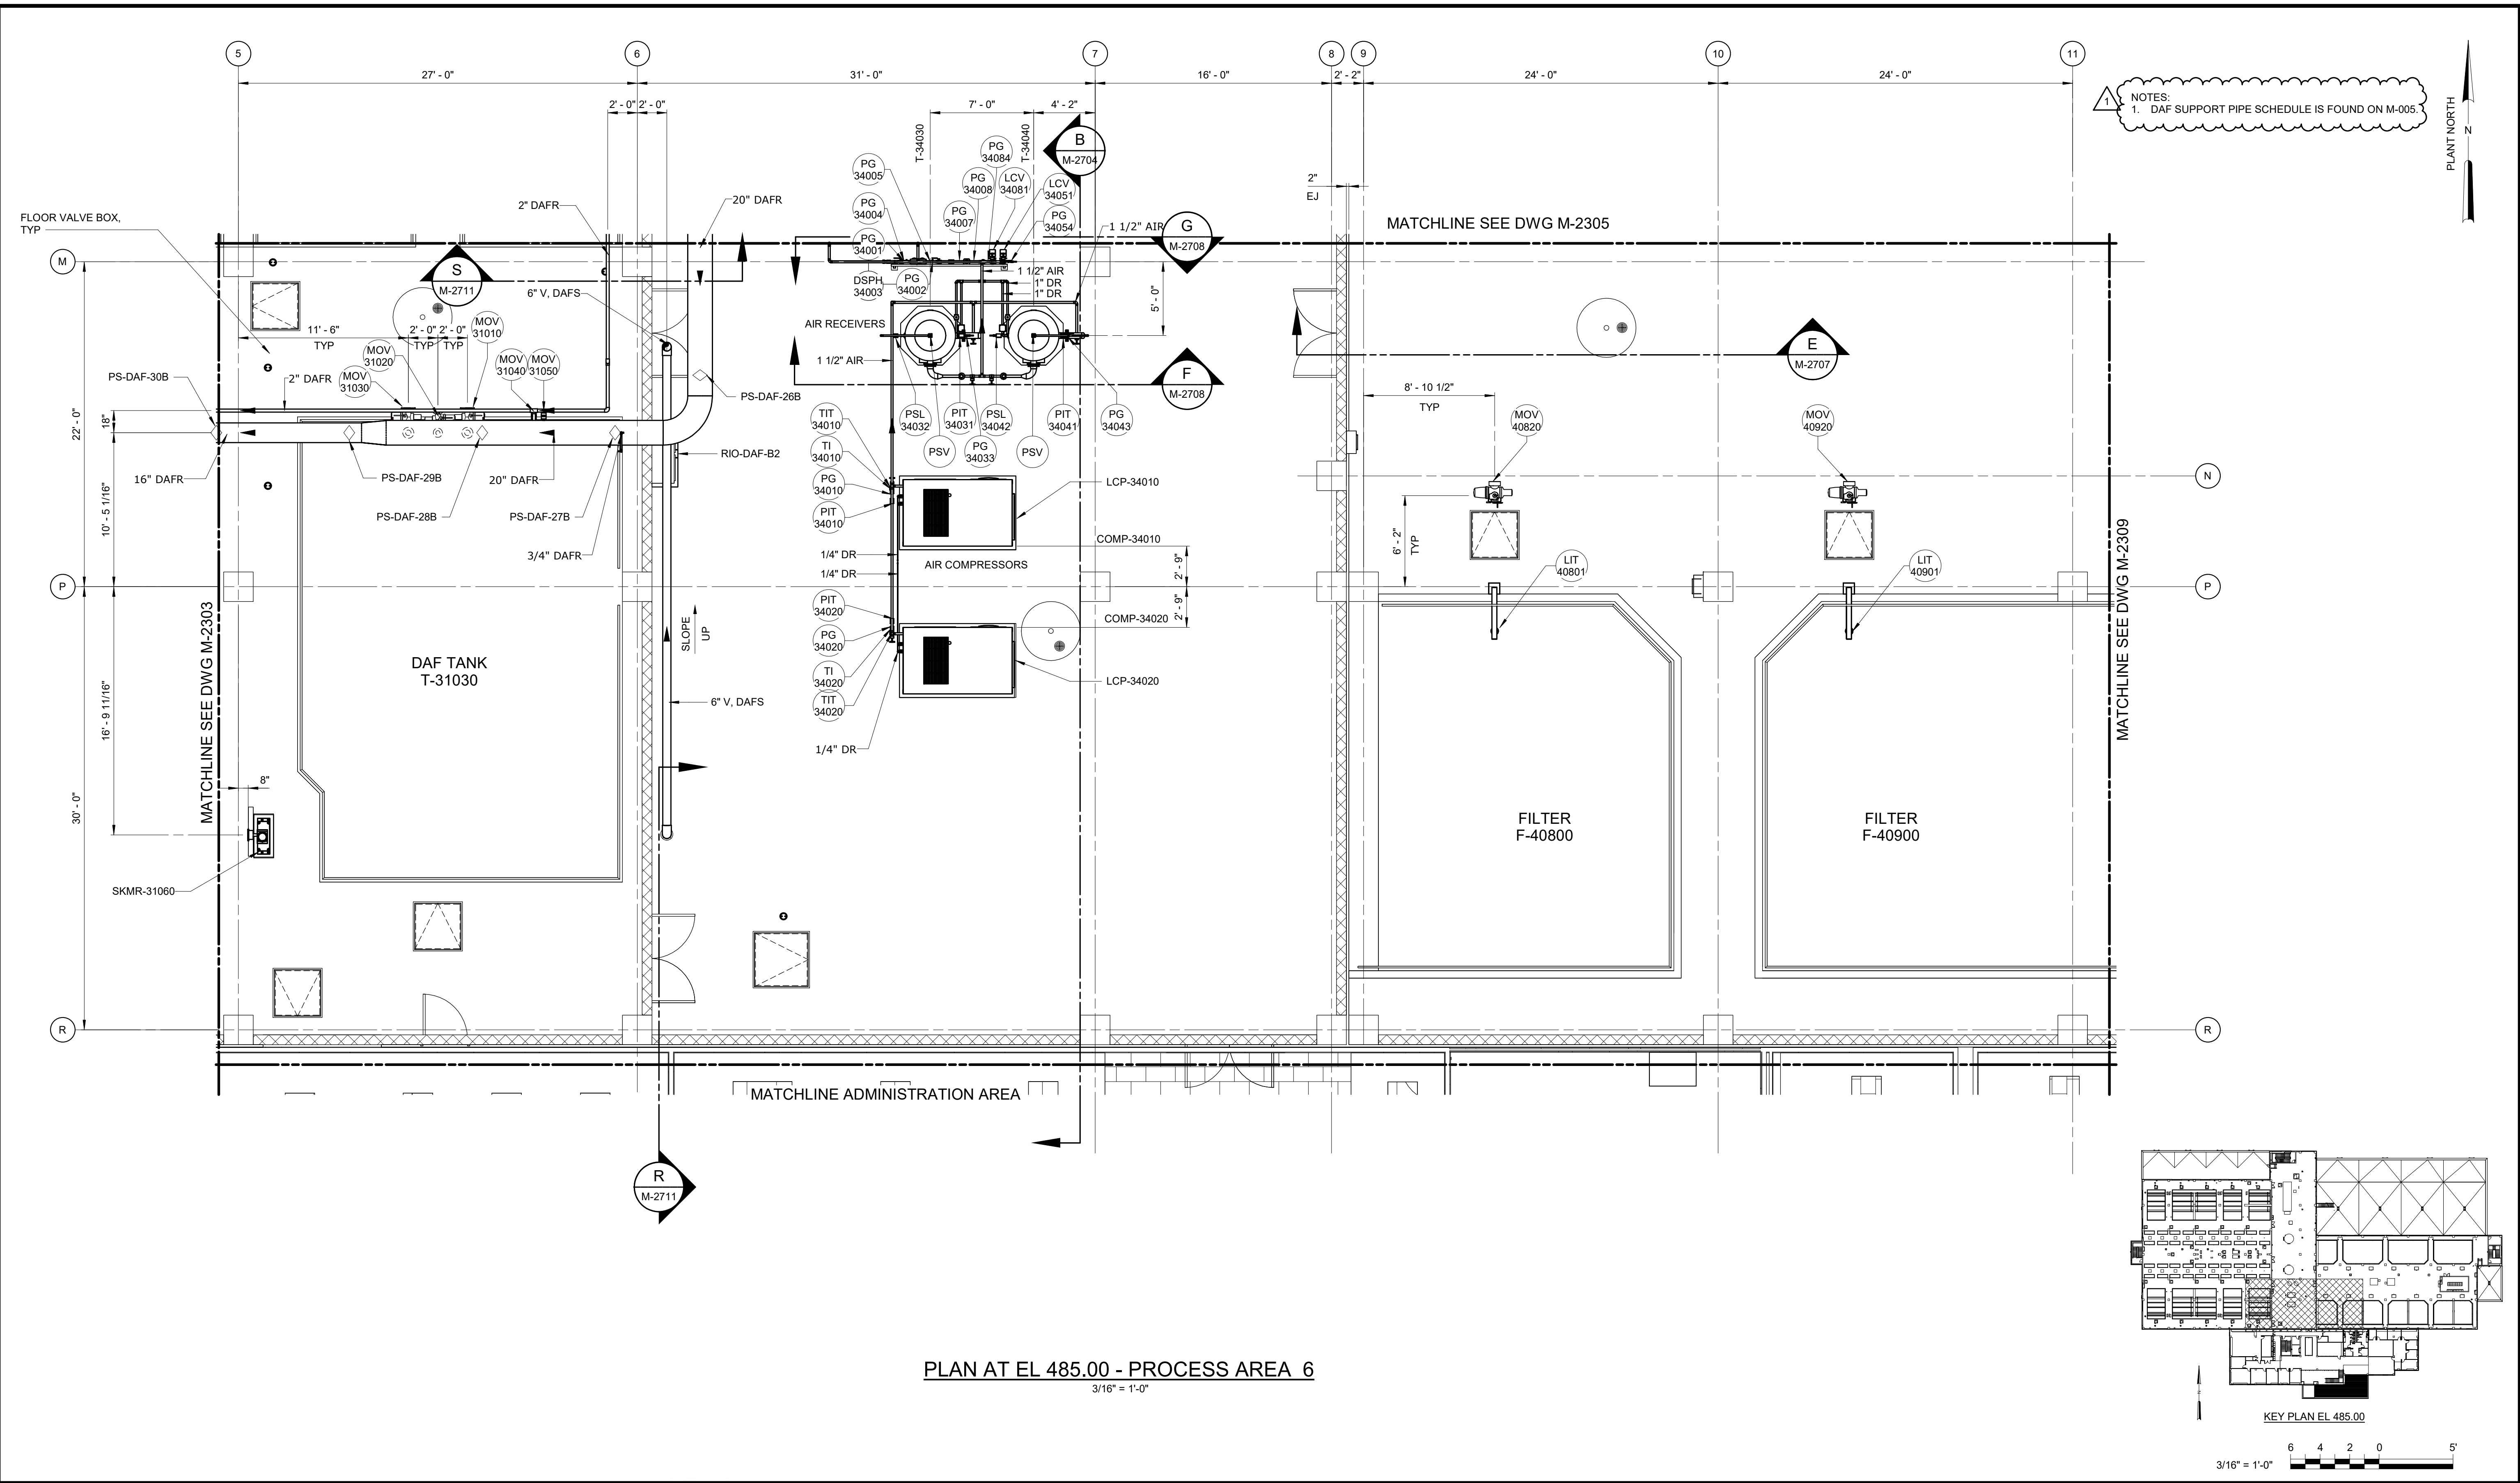 5
6
7
8
9
10
11
27' - 0"
31' - 0"
16' - 0"
2' - 2"
24' - 0"
24' - 0"
2' - 0"
2' - 0"
7' - 0"
4' - 2"
1
NOTES:
1. DAF SUPPORT PIPE SCHEDULE IS FOUND ON M-005.
PLANT NORTH
N
T-34030
T-34040
B
M-2704
PG
34084
PG
34005
PG
34008
LCV
34081
LCV
34051
2"
EJ
2" DAFR
20" DAFR
PG
34004
PG
34007
PG
34054
FLOOR VALVE BOX,
TYP
MATCHLINE SEE DWG M-2305
1 1/2" AIR
G
M-2708
PG
34001
M
S
M-2711
1 1/2" AIR
1" DR
1" DR
DSPH
34003
PG
34002
6" V, DAFS
5' - 0"
AIR RECEIVERS
11' - 6"
TYP
2' - 0"
TYP
2' - 0"
TYP
MOV
31010
MOV
31020
MOV
31030
MOV
31040
MOV
31050
1 1/2" AIR
E
M-2707
F
M-2708
PS-DAF-30B
2" DAFR
PS-DAF-26B
8' - 10 1/2"
TYP
18"
22' - 0"
PSL
34032
PIT
34031
PSL
34042
PIT
34041
PG
34043
MOV
40820
MOV
40920
TIT
34010
TI
34010
PSV
PG
34033
PSV
RIO-DAF-B2
16" DAFR
PS-DAF-29B
20" DAFR
PG
34010
LCP-34010
N
PS-DAF-28B
PS-DAF-27B
PIT
34010
10' - 5 1/16"
3/4" DAFR
COMP-34010
6' - 2"
TYP
1/4" DR
1/4" DR
AIR COMPRESSORS
2' - 9"
LIT
40801
LIT
40901
P
P
PIT
34020
2' - 9"
COMP-34020
PG
34020
SLOPE
UP
MATCHLINE SEE DWG M-2303
MATCHLINE SEE DWG M-2309
DAF TANK
T-31030
TI
34020
LCP-34020
TIT
34020
6" V, DAFS
16' - 9 11/16"
1/4" DR
8"
30' - 0"
FILTER
F-40800
FILTER
F-40900
SKMR-31060
R
R
MATCHLINE ADMINISTRATION AREA
R
M-2711
PLAN AT EL 485.00 - PROCESS AREA 6
3/16" = 1'-0"
KEY PLAN EL 485.00
6 4 2 0 5'
3/16" = 1'-0"